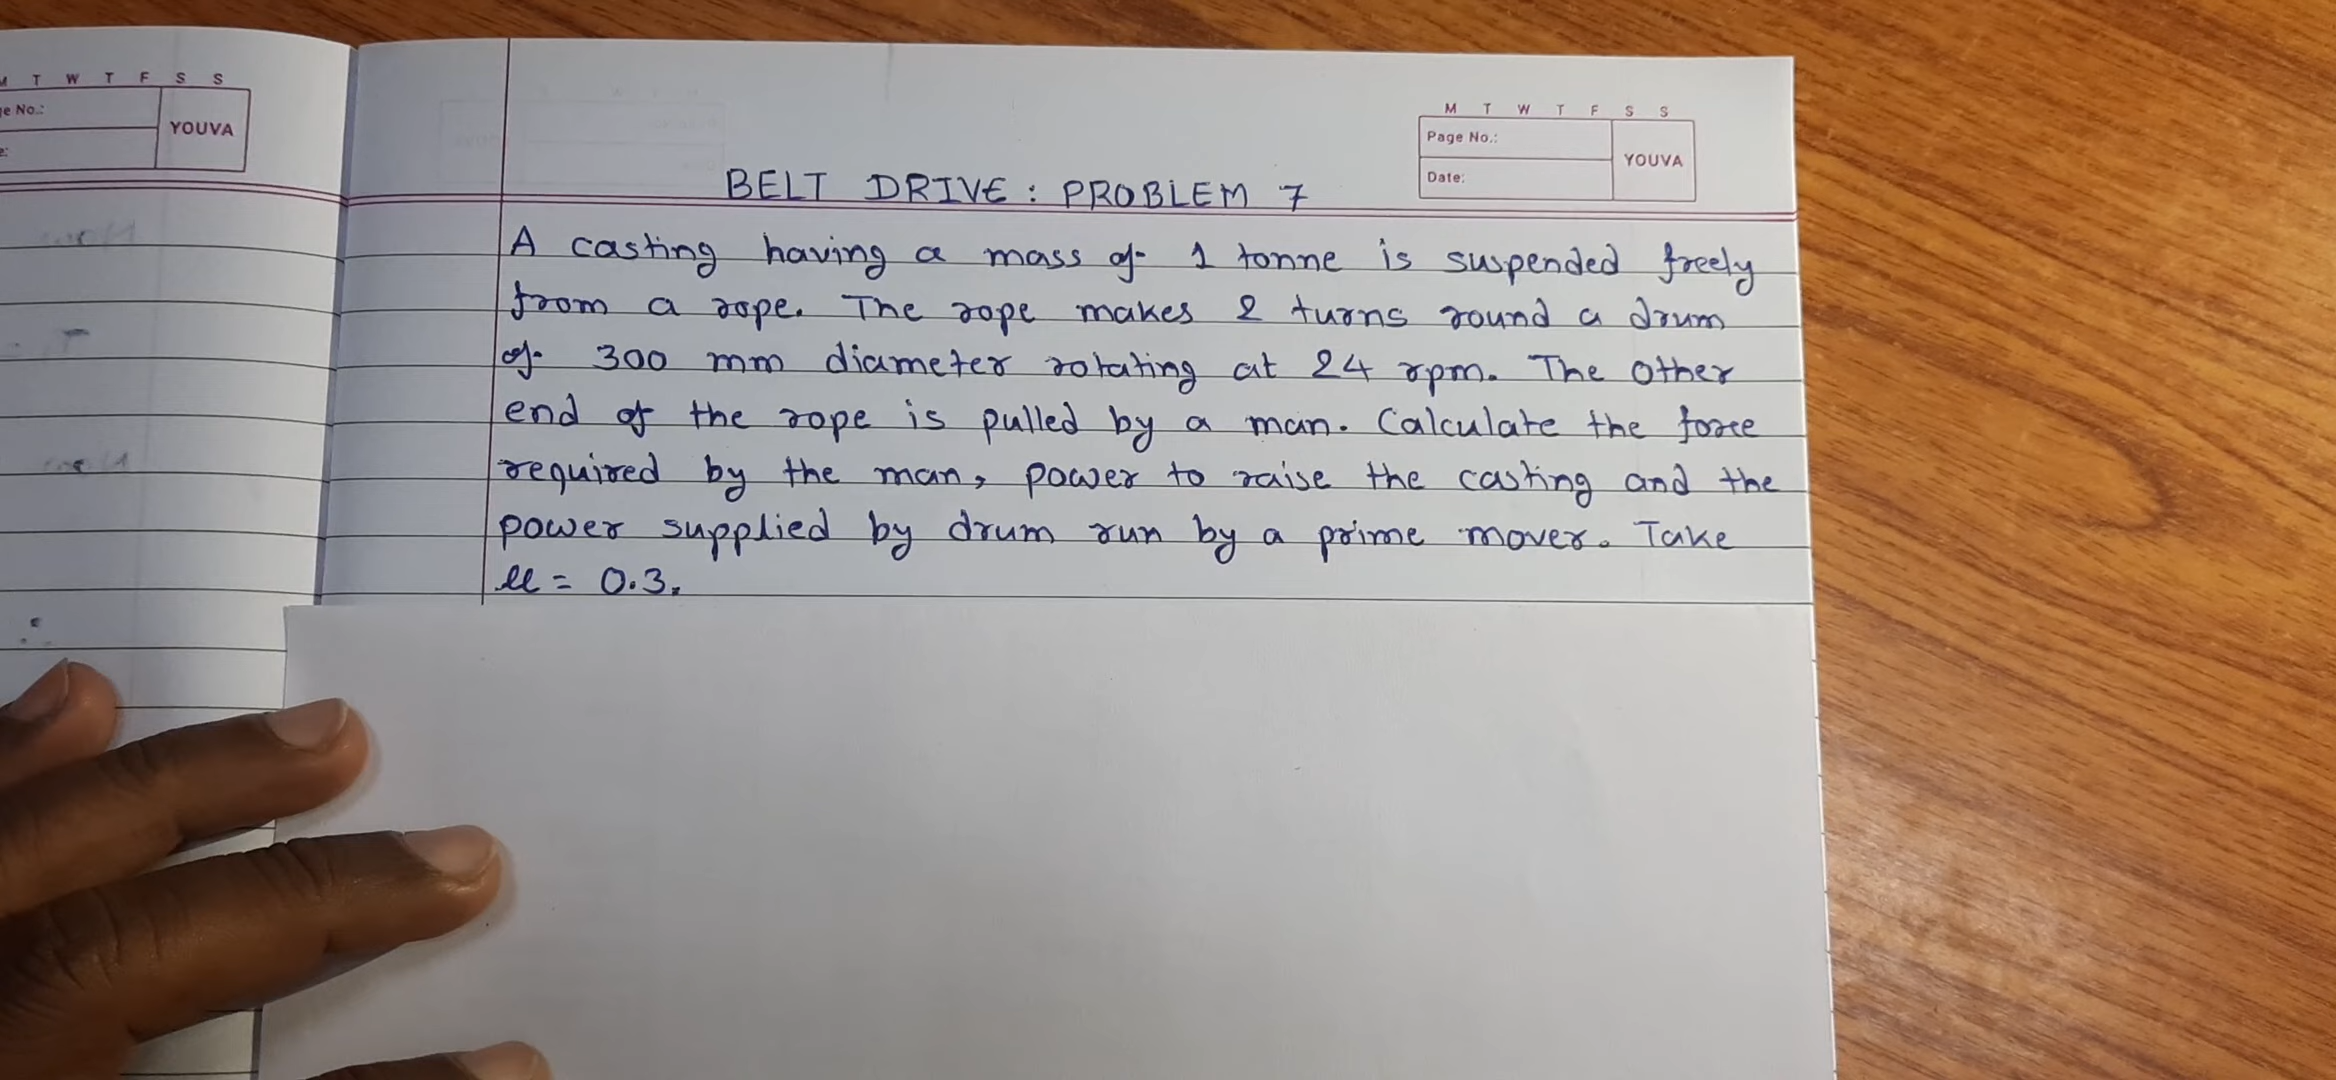 M T W T F S S
ge No.:
YOUVA
e:
M T W T F S S
Page No.:
YOUVA
Date:
BELT DRIVE : PROBLEM 7
A casting having a mass of 1 tonne is suspended freely
from a rope. The rope makes 2 turns round a drum
of 300 mm diameter rotating at 24 rpm. The other
end of the rope is pulled by a man. Calculate the force
required by the man, power to raise the casting and the
power supplied by drum run by a prime mover. Take
µ = 0.3.